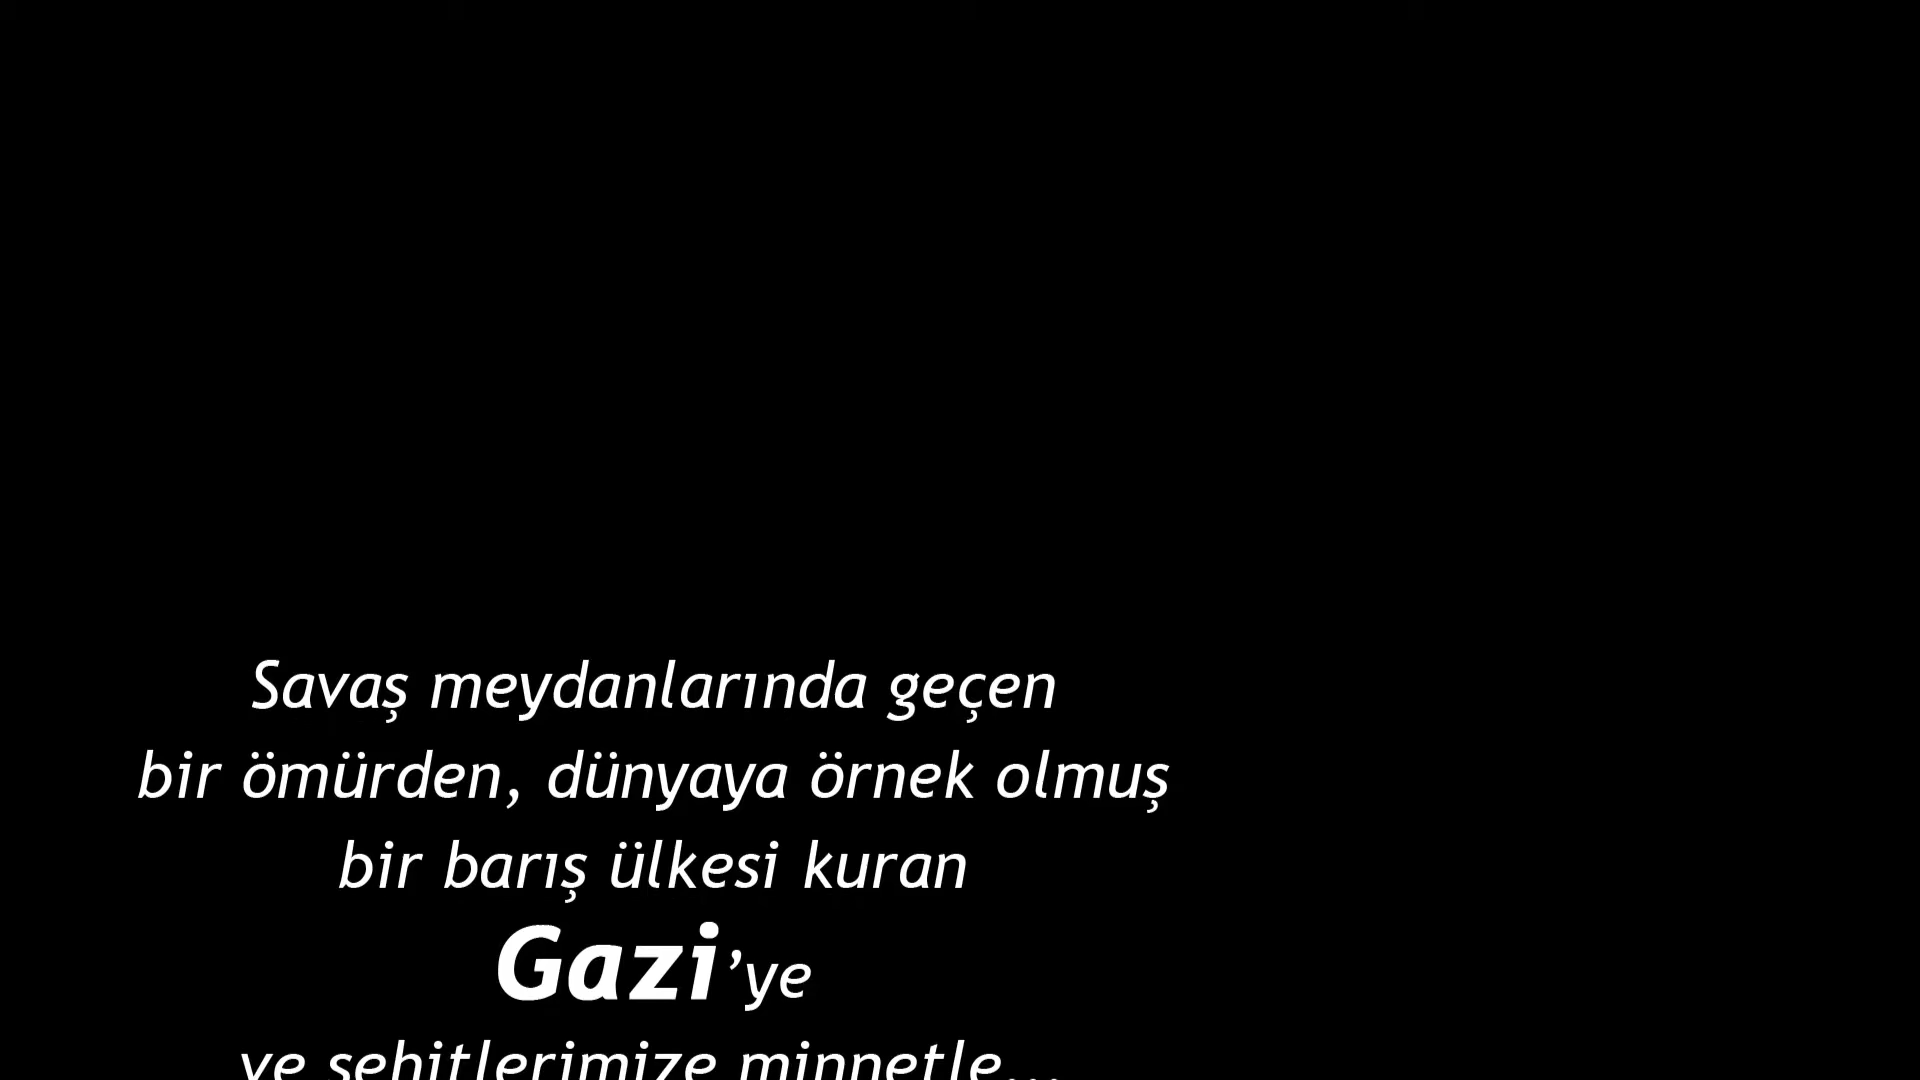 Savaş meydanlarında geçen
bir ömürden, dünyaya örnek olmuş
bir barış ülkesi kuran
Gazi’ye
ve şehitlerimize minnetle...